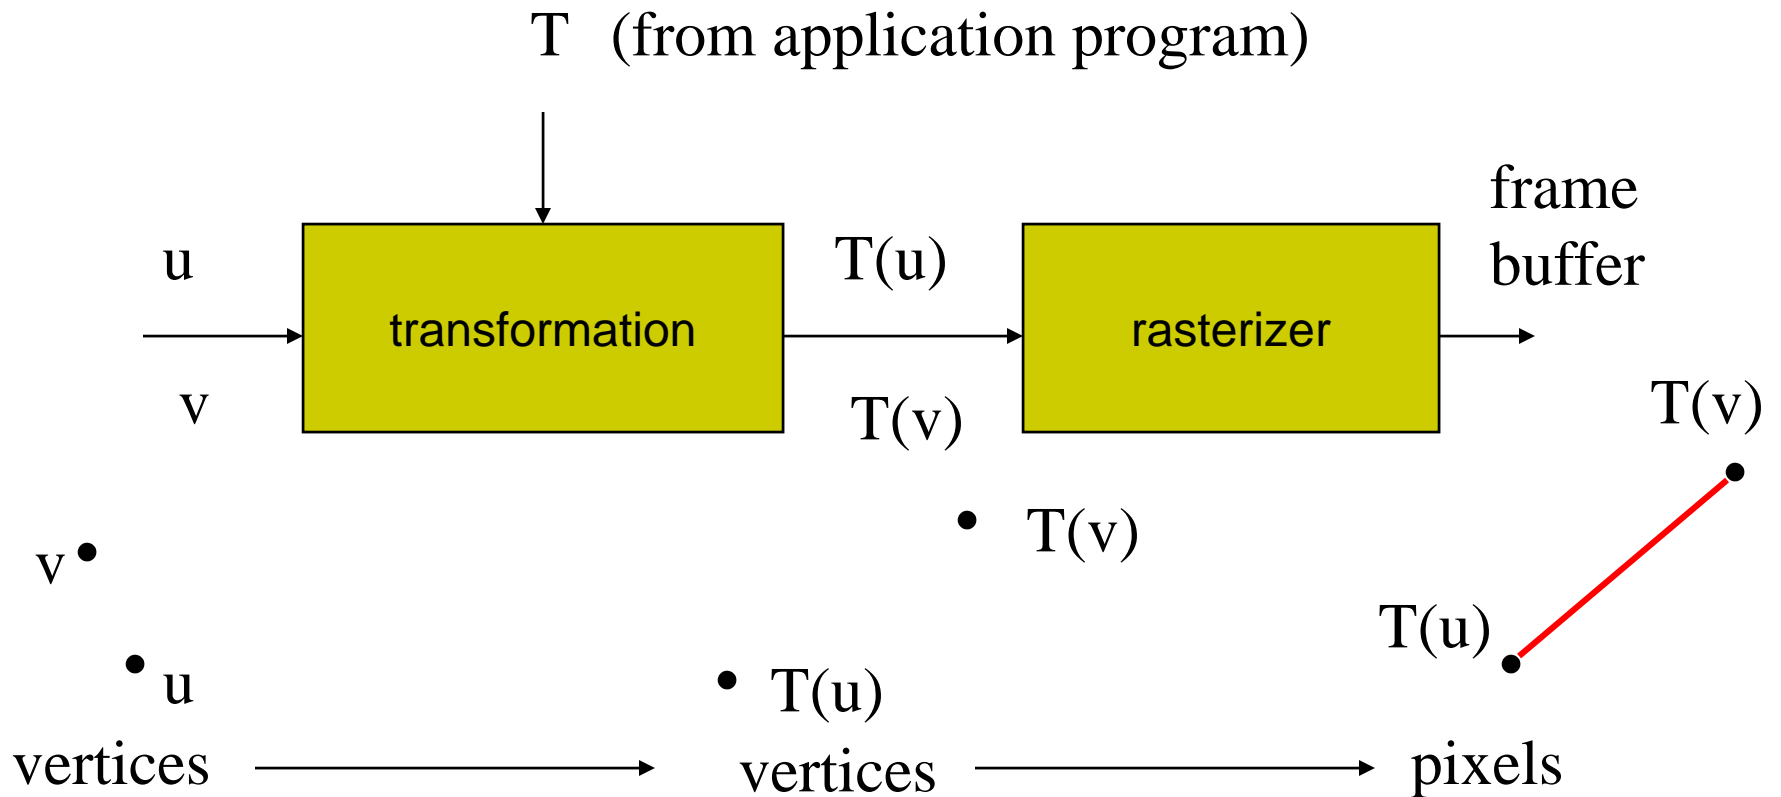 T (from application program)
frame
buffer
u
T(u)
transformation
rasterizer
v
T(v)
T(v)
v
T(v)
T(u)
u
T(u)
vertices
vertices
pixels